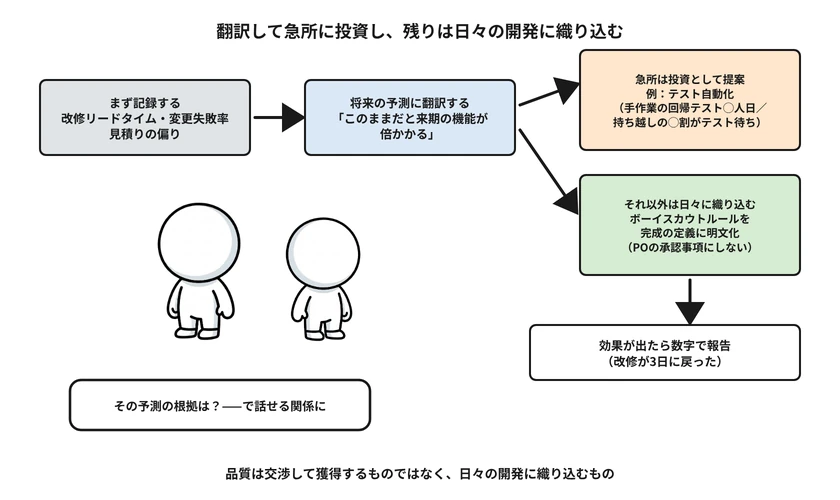 翻訳して急所に投資し、残りは日々の開発に織り込む
まず記録する
改修リードタイム・変更失敗率
見積りの偏り
将来の予測に翻訳する
「このままだと来期の機能が
倍かかる」
急所は投資として提案
例：テスト自動化
（手作業の回帰テスト◯人日／
持ち越しの◯割がテスト待ち）
それ以外は日々に織り込む
ボーイスカウトルールを
完成の定義に明文化
（POの承認事項にしない）
効果が出たら数字で報告
（改修が3日に戻った）
その予測の根拠は？——で話せる関係に
品質は交渉して獲得するものではなく、日々の開発に織り込むもの